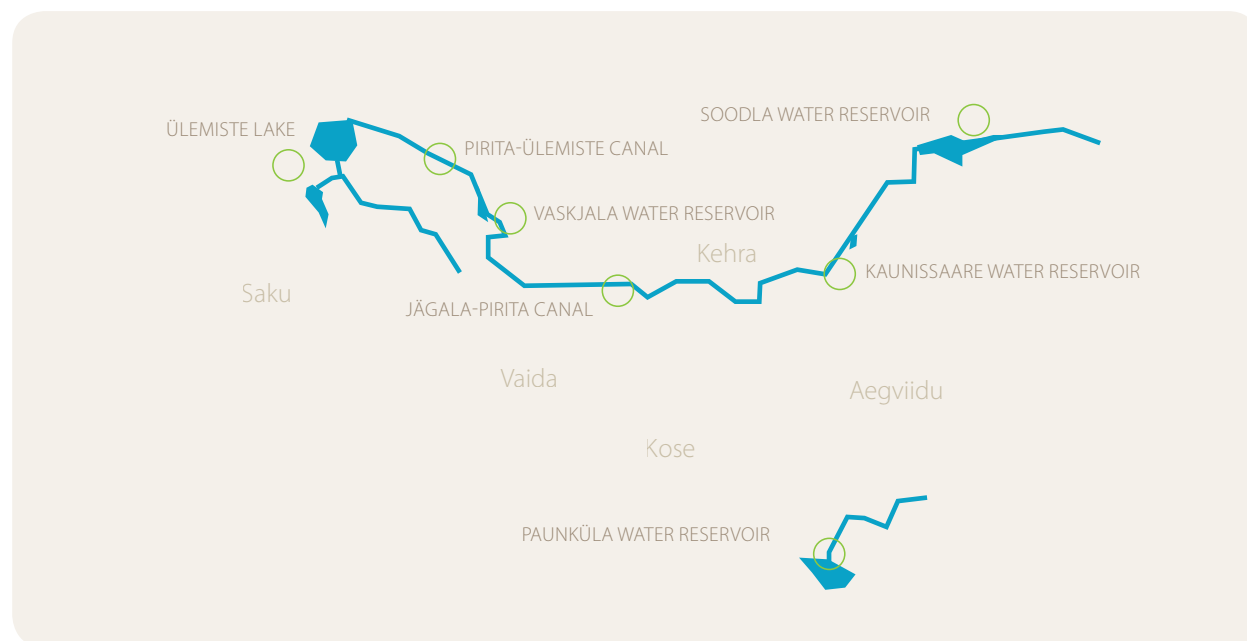 SOODLA WATER RESERVOIR
ÜLEMISTE LAKE
PIRITA-ÜLEMISTE CANAL
VASKJALA WATER RESERVOIR
Kehra
KAUNISSAARE WATER RESERVOIR
Saku
JÄGALA-PIRITA CANAL
Vaida
Aegviidu
Kose
PAUNKÜLA WATER RESERVOIR